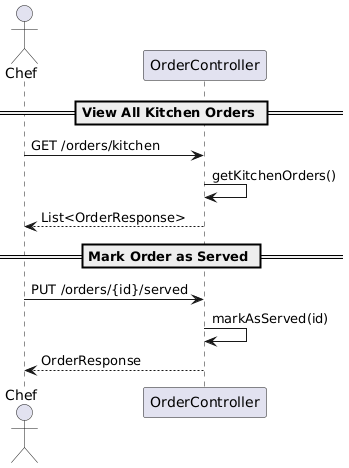 Chef
OrderController
View All Kitchen Orders
GET /orders/kitchen
getKitchenOrders()
List<OrderResponse>
Mark Order as Served
PUT /orders/{id}/served
markAsServed(id)
OrderResponse
Chef
OrderController